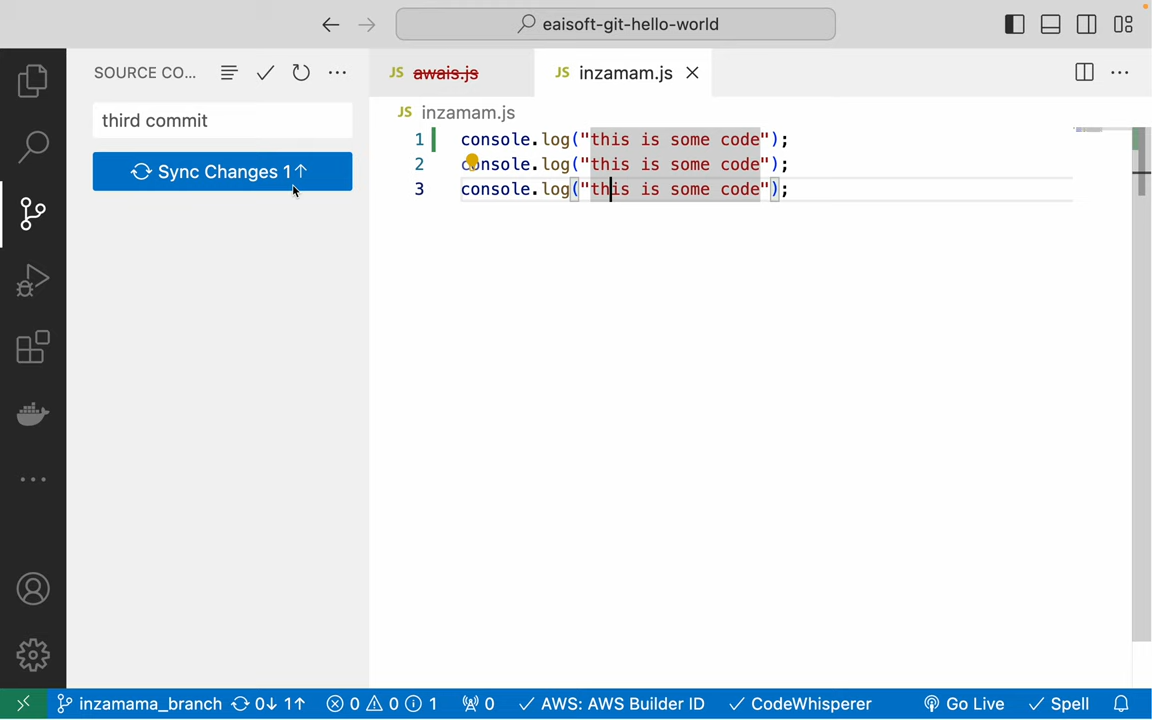 eaisoft-git-hello-world
SOURCE CO...
third commit
Sync Changes 1↑
JS awais.js
JS inzamam.js
JS inzamam.js
1 console.log("this is some code");
2 console.log("this is some code");
3 console.log("this is some code");
inzamama_branch 0↓ 1↑ 0 0 1 0 AWS: AWS Builder ID CodeWhisperer Go Live Spell